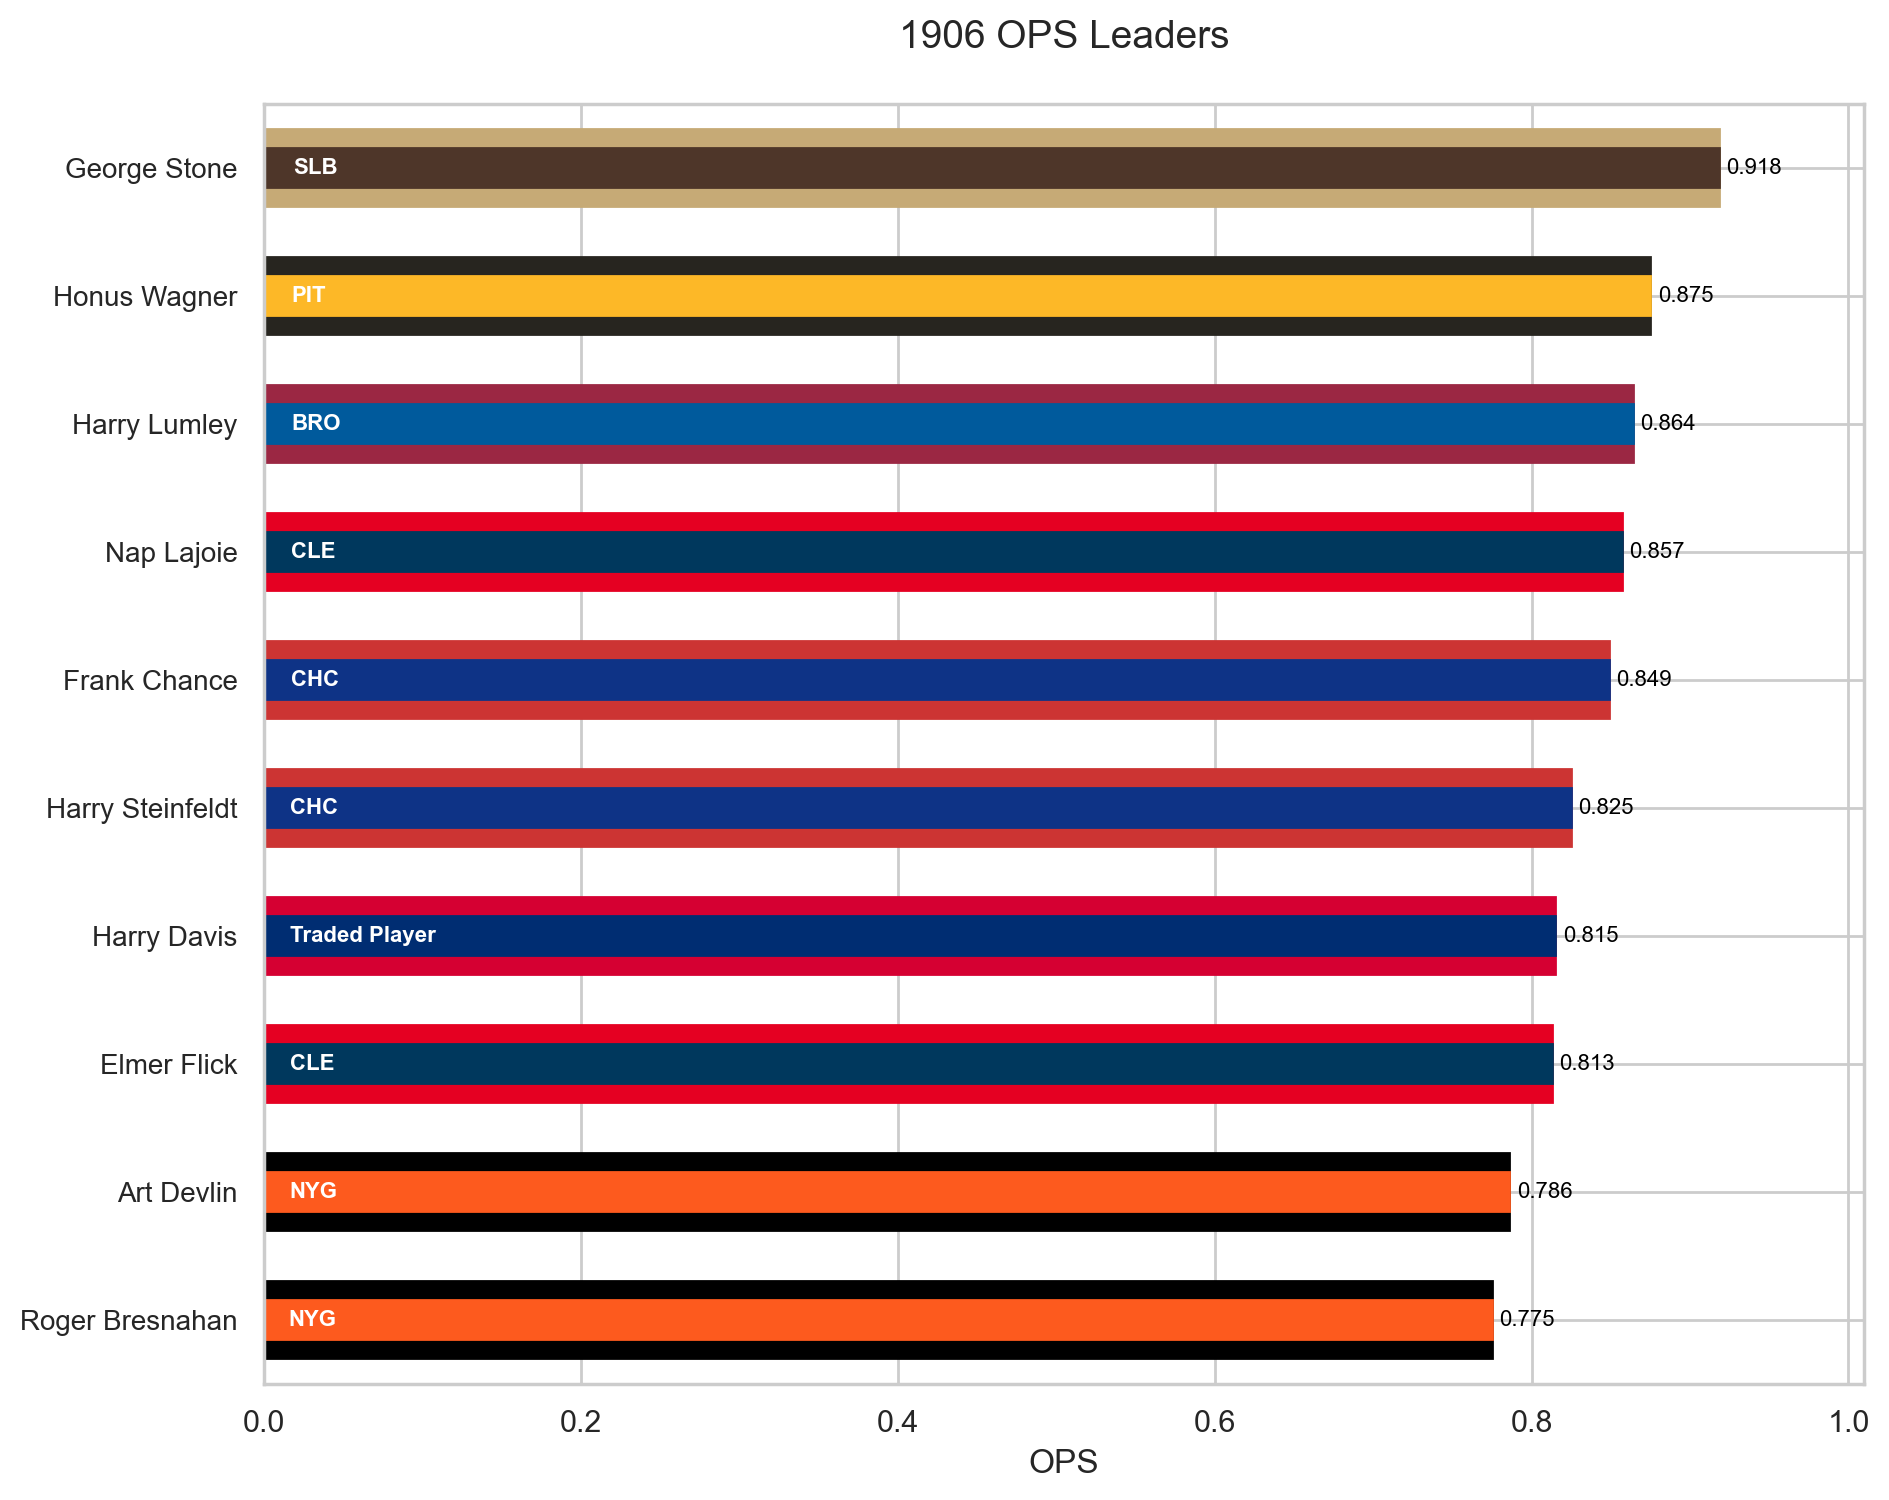 1906 OPS Leaders
George Stone SLB 0.918
Honus Wagner PIT 0.875
Harry Lumley BRO 0.864
Nap Lajoie CLE 0.857
Frank Chance CHC 0.849
Harry Steinfeldt CHC 0.825
Harry Davis Traded Player 0.815
Elmer Flick CLE 0.813
Art Devlin NYG 0.786
Roger Bresnahan NYG 0.775
0.0 0.2 0.4 0.6 0.8 1.0
OPS